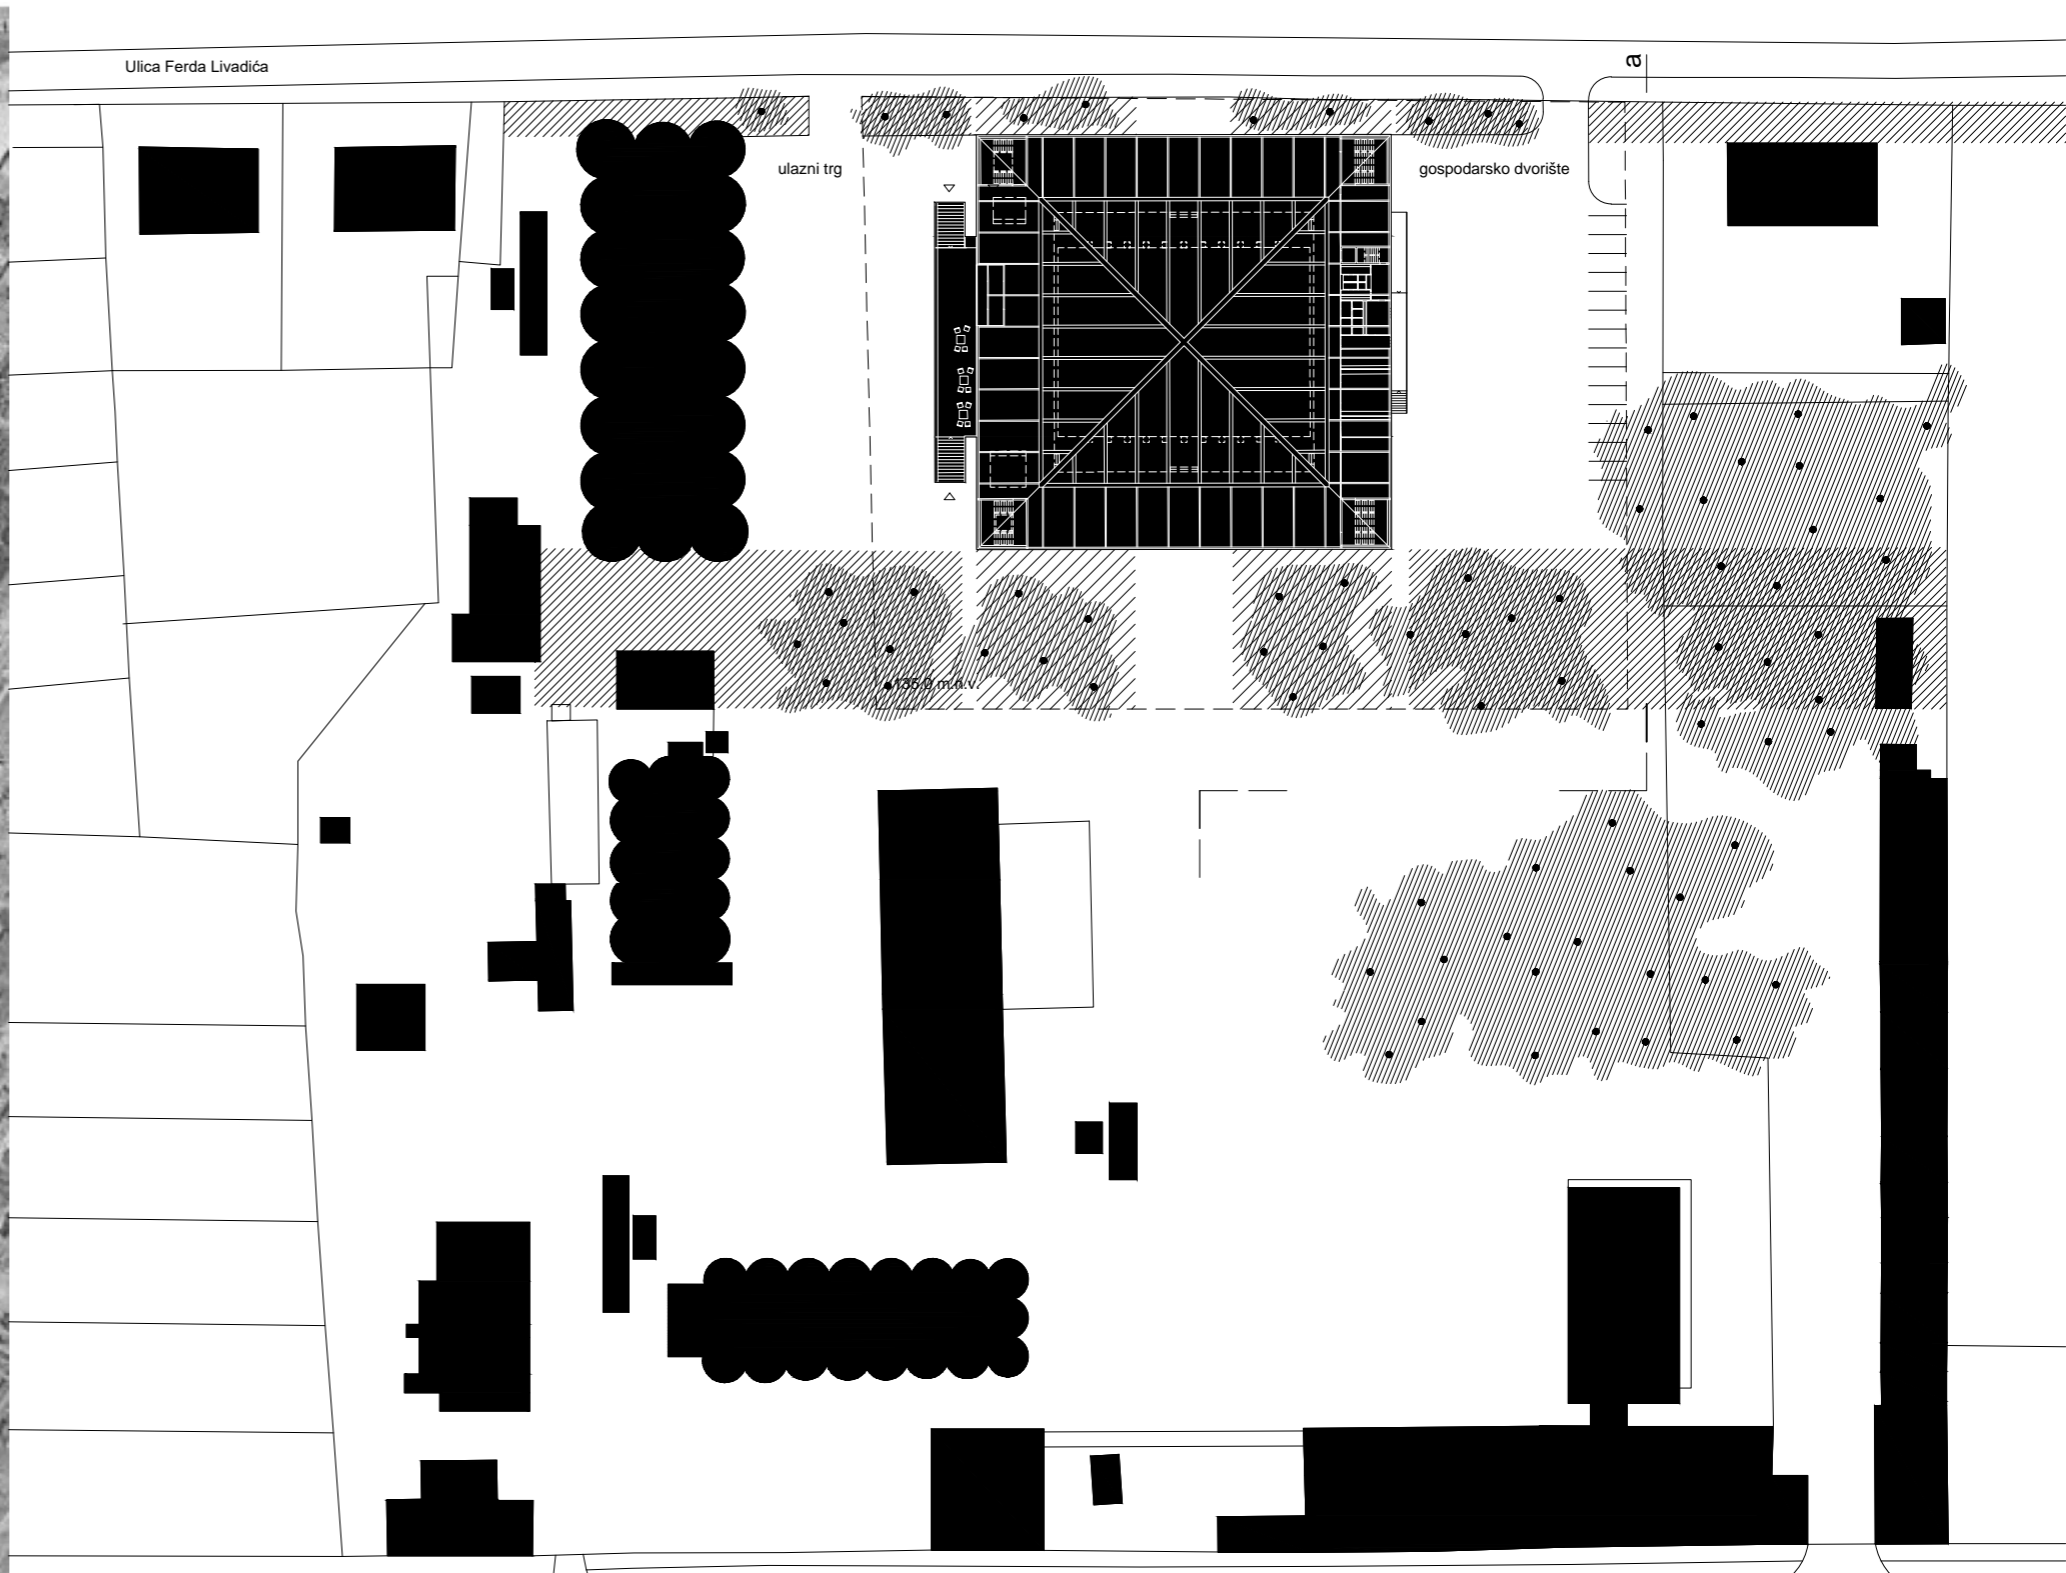 Ulica Ferda Livadića
a
ulazni trg
gospodarsko dvorište
135.0 m.n.v.